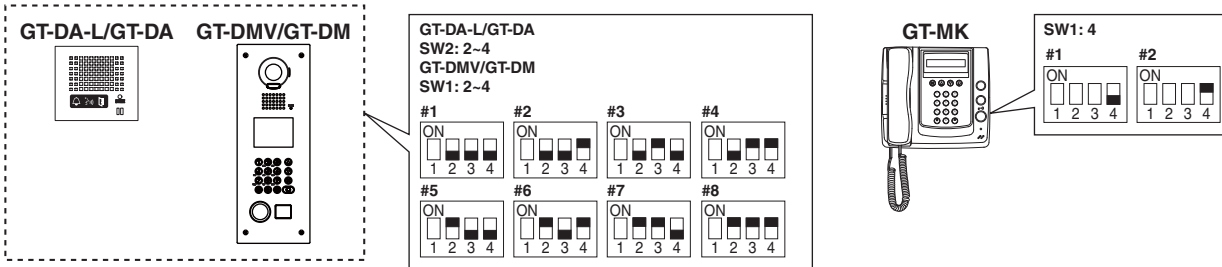 GT-DA-L/GT-DA GT-DMV/GT-DM
GT-DA-L/GT-DA
SW2: 2~4
GT-DMV/GT-DM
SW1: 2~4
#1 #2 #3 #4
ON ON ON ON
1 2 3 4 1 2 3 4 1 2 3 4 1 2 3 4
#5 #6 #7 #8
ON ON ON ON
1 2 3 4 1 2 3 4 1 2 3 4 1 2 3 4
GT-MK
SW1: 4
#1 #2
ON ON
1 2 3 4 1 2 3 4